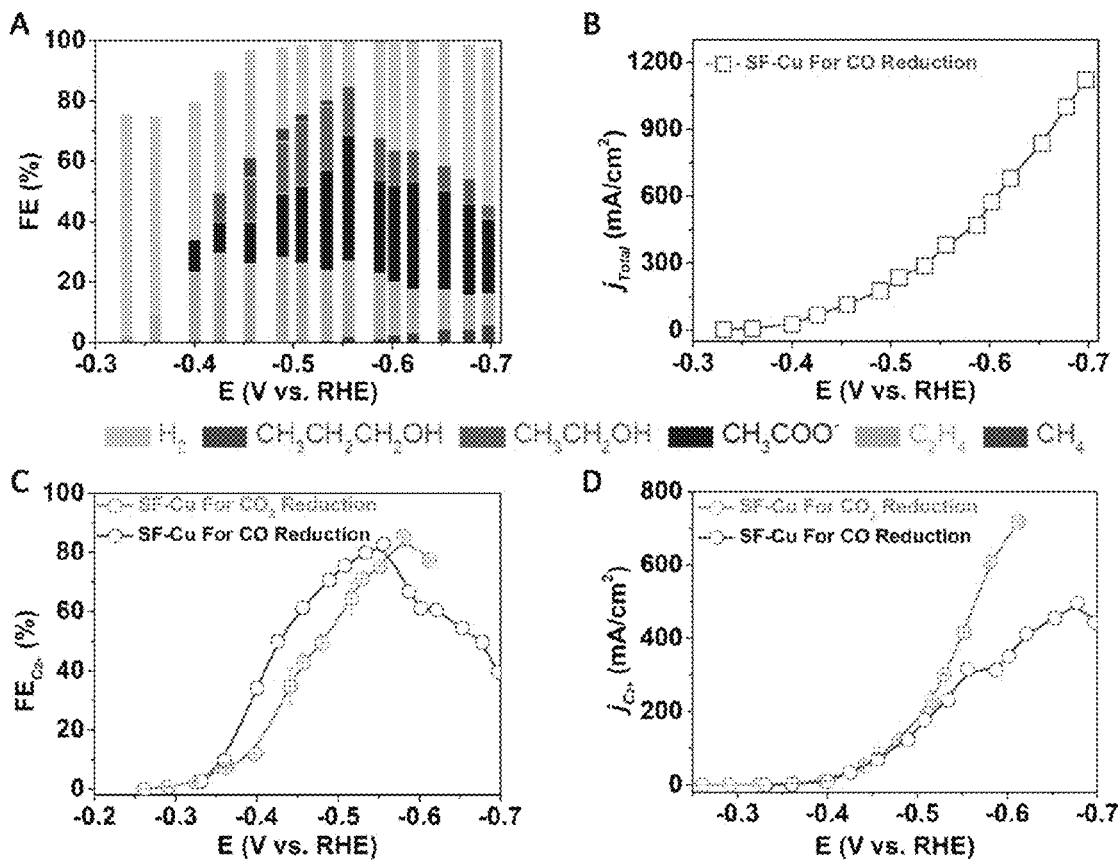 A
FE (%)
100
80
60
40
20
0
-0.3
-0.4
-0.5
-0.6
-0.7
E (V vs. RHE)
B
SF-Cu For CO Reduction
j_Total (mA/cm²)
1200
900
600
300
0
-0.3
-0.4
-0.5
-0.6
-0.7
E (V vs. RHE)
H₂ CH₃CH₂CH₂OH CH₃CH₂OH CH₃COO⁻ C₂H₄ CH₄
C
SF-Cu For CO₂ Reduction
SF-Cu For CO Reduction
FE_C2+ (%)
100
80
60
40
20
0
-0.2
-0.3
-0.4
-0.5
-0.6
-0.7
E (V vs. RHE)
D
SF-Cu For CO₂ Reduction
SF-Cu For CO Reduction
j_C2+ (mA/cm²)
800
600
400
200
0
-0.3
-0.4
-0.5
-0.6
-0.7
E (V vs. RHE)